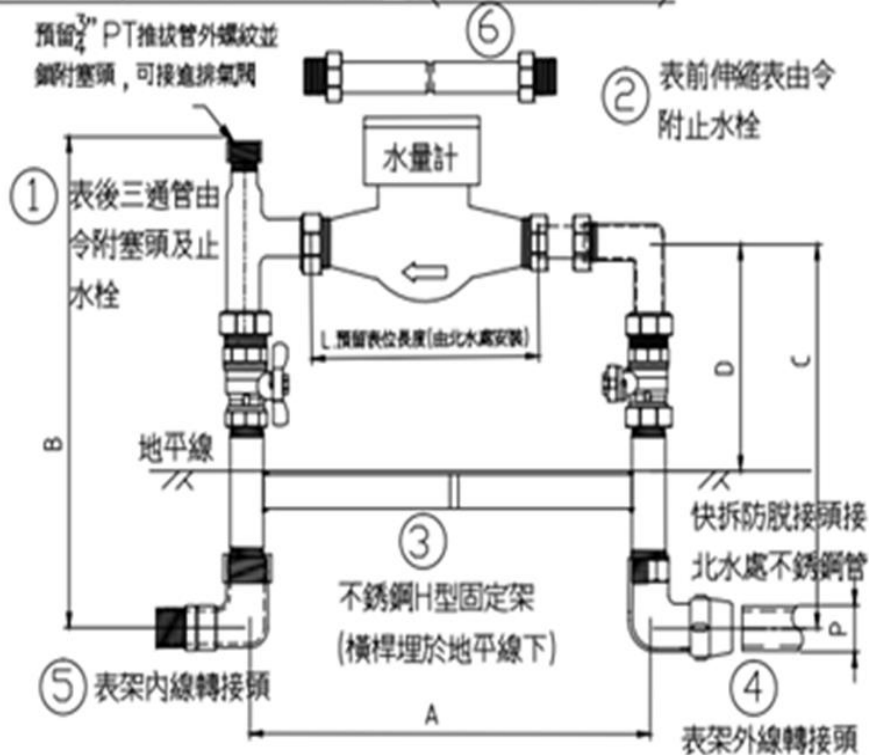 預留3/4" PT推拔管外螺紋並
銅附塞頭，可接進排氣閥
⑥
② 表前伸縮表由令
附止水栓
水量計
① 表後三通管由
令附塞頭及止
水栓
L.預留表位長度(由北水處安裝)
B
D
C
地平線
快拆防脫接頭接
北水處不銹鋼管
③
不銹鋼H型固定架
(橫桿埋於地平線下)
P
⑤ 表架內線轉接頭
A
④
表架外線轉接頭